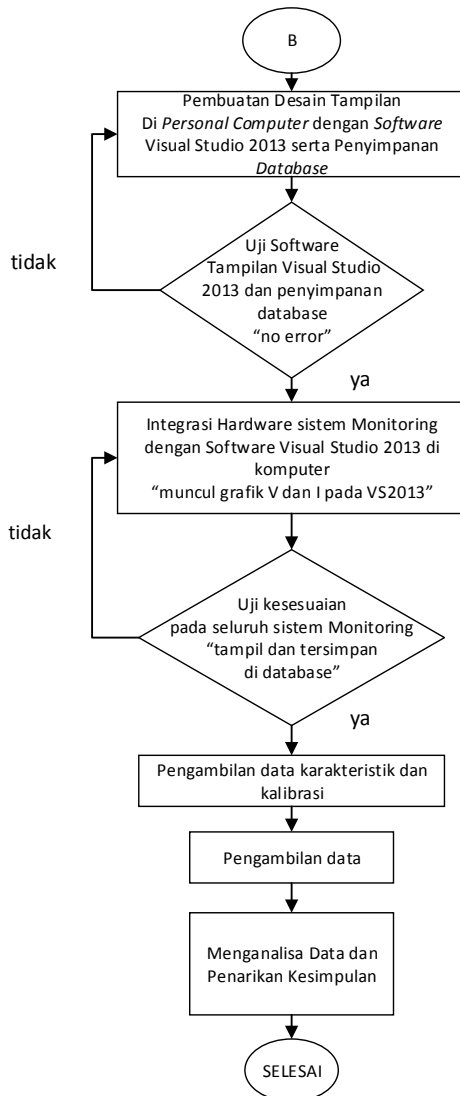 B
Pembuatan Desain Tampilan
Di Personal Computer dengan Software
Visual Studio 2013 serta Penyimpanan
Database
tidak
Uji Software
Tampilan Visual Studio
2013 dan penyimpanan
database
“no error”
ya
Integrasi Hardware sistem Monitoring
dengan Software Visual Studio 2013 di
komputer
“muncul grafik V dan I pada VS2013”
tidak
Uji kesesuaian
pada seluruh sistem Monitoring
“tampil dan tersimpan
di database”
ya
Pengambilan data karakteristik dan
kalibrasi
Pengambilan data
Menganalisa Data dan
Penarikan Kesimpulan
SELESAI